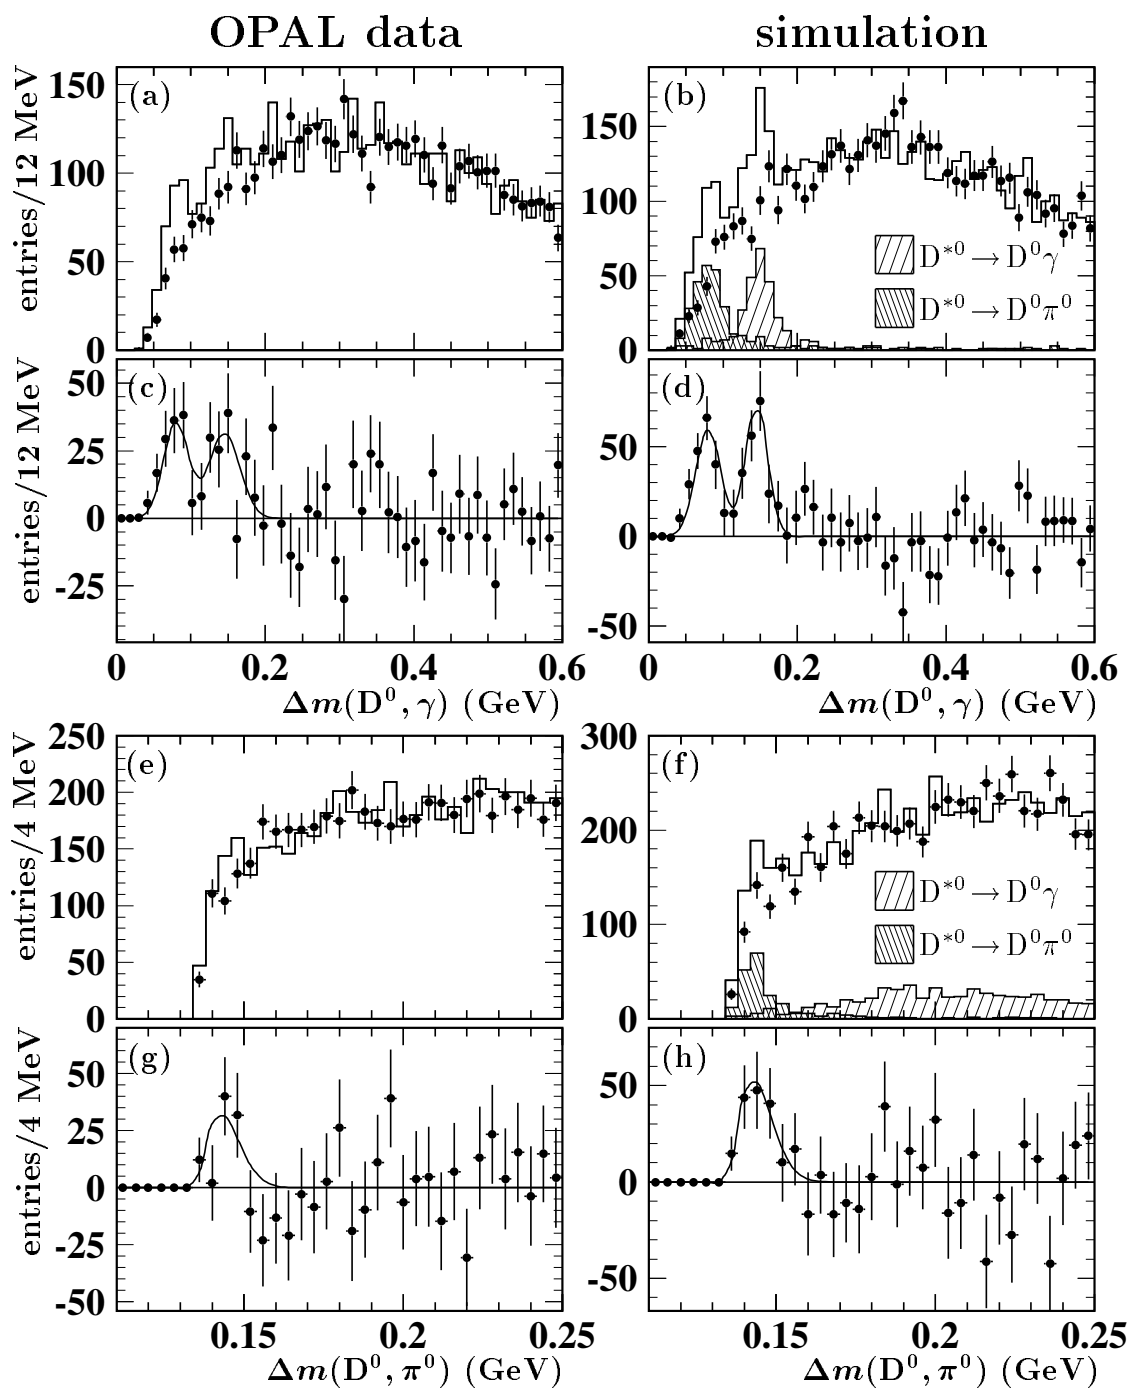 OPAL data simulation
(a) (b)
entries/12 MeV
150
100
50
0
150
100
50
0
D*⁰→D⁰γ
D*⁰→D⁰π⁰
(c) (d)
entries/12 MeV
50
25
0
-25
50
0
-50
0 0.2 0.4 0.6 0 0.2 0.4 0.6
Δm(D⁰,γ) (GeV) Δm(D⁰,γ) (GeV)
(e) (f)
entries/4 MeV
250
200
150
100
50
0
300
200
100
0
D*⁰→D⁰γ
D*⁰→D⁰π⁰
(g) (h)
entries/4 MeV
50
25
0
-25
-50
50
0
-50
0.15 0.2 0.25 0.15 0.2 0.25
Δm(D⁰,π⁰) (GeV) Δm(D⁰,π⁰) (GeV)